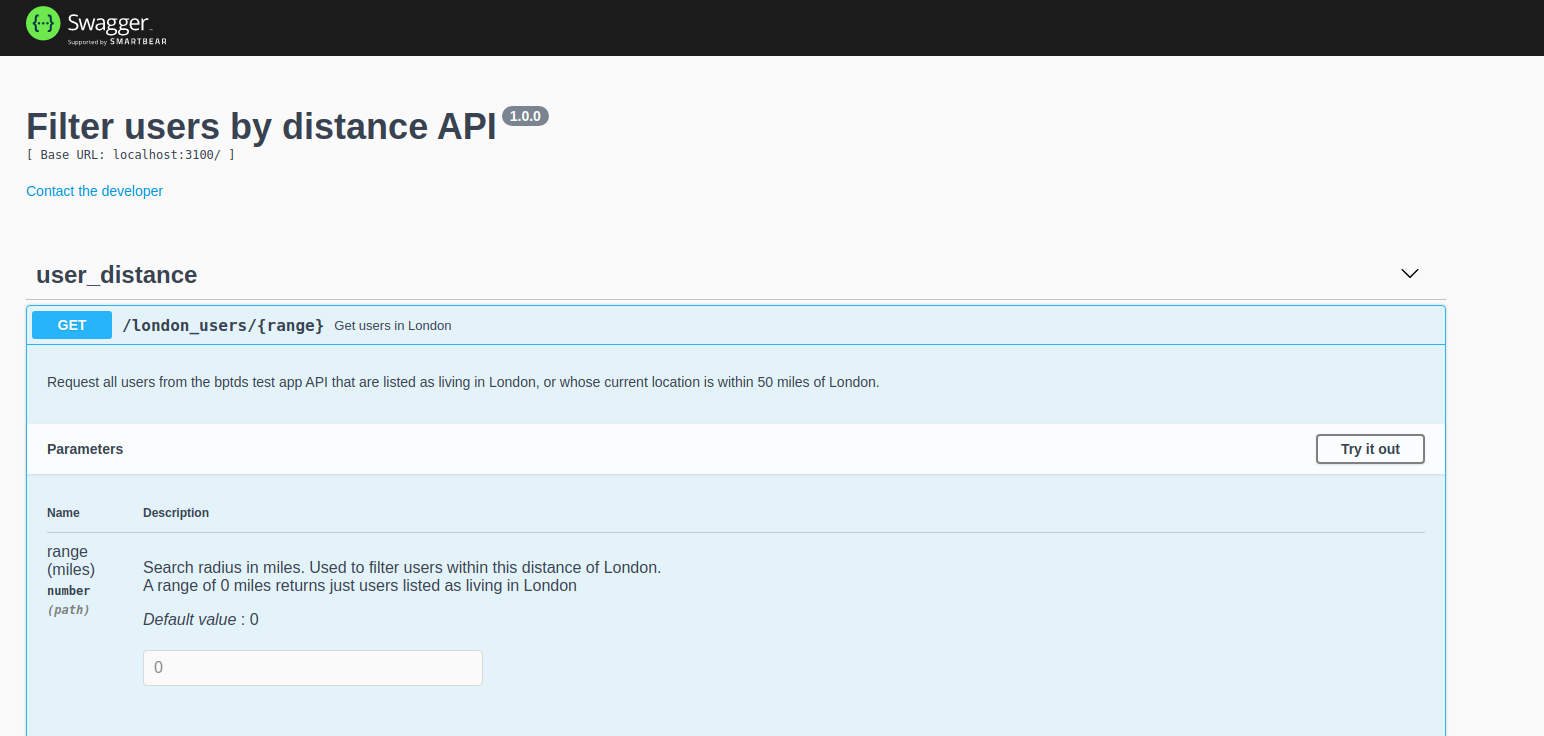 {···} Swagger
Supported by SMARTBEAR
Filter users by distance API 1.0.0
[ Base URL: localhost:3100/ ]
Contact the developer
user_distance
GET /london_users/{range} Get users in London
Request all users from the bptds test app API that are listed as living in London, or whose current location is within 50 miles of London.
Parameters Try it out
Name Description
range
(miles)
number
(path)
Search radius in miles. Used to filter users within this distance of London.
A range of 0 miles returns just users listed as living in London
Default value : 0
0